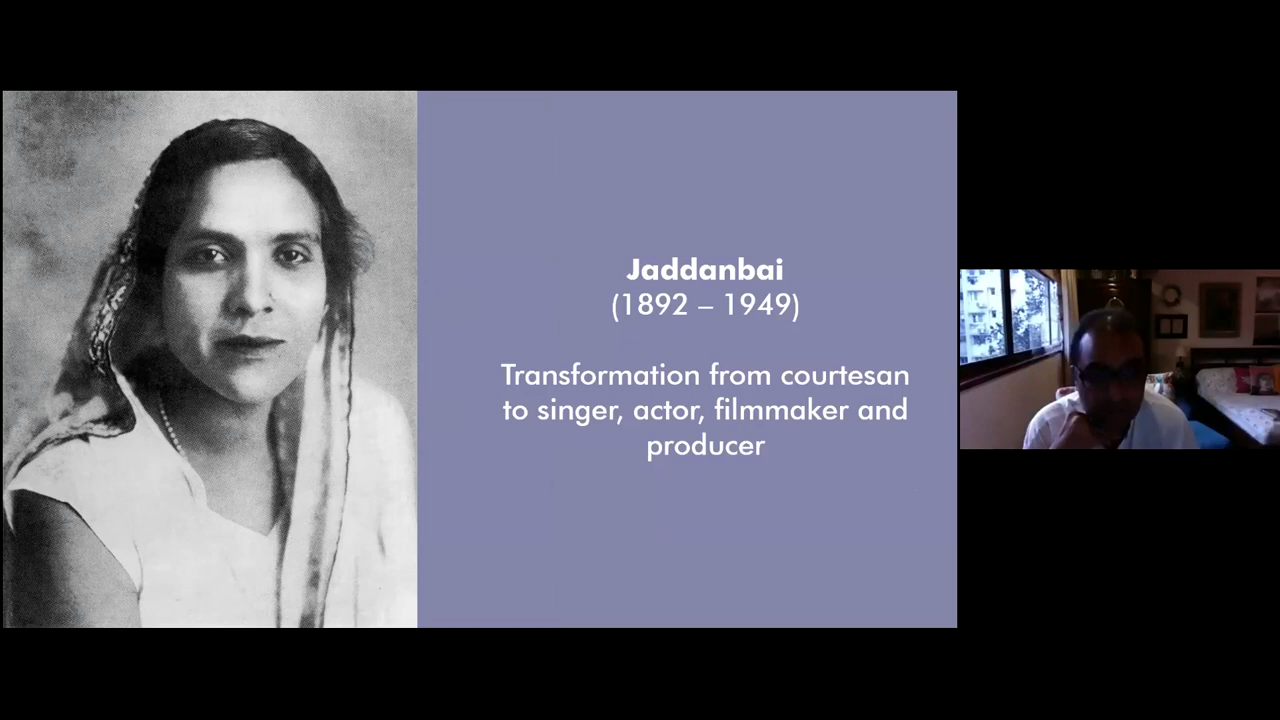 Jaddanbai
(1892 – 1949)
Transformation from courtesan
to singer, actor, filmmaker and
producer